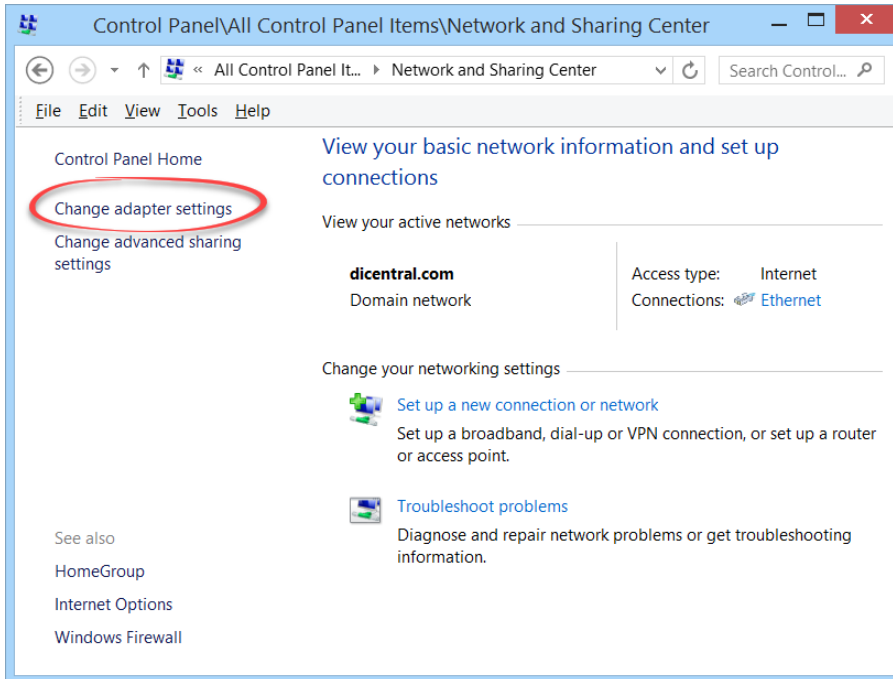 Control Panel\All Control Panel Items\Network and Sharing Center
« All Control Panel It... Network and Sharing Center
Search Control...
File Edit View Tools Help
Control Panel Home
Change adapter settings
Change advanced sharing
settings
See also
HomeGroup
Internet Options
Windows Firewall
View your basic network information and set up
connections
View your active networks
dicentral.com
Domain network
Access type: Internet
Connections: Ethernet
Change your networking settings
Set up a new connection or network
Set up a broadband, dial-up or VPN connection, or set up a router
or access point.
Troubleshoot problems
Diagnose and repair network problems or get troubleshooting
information.